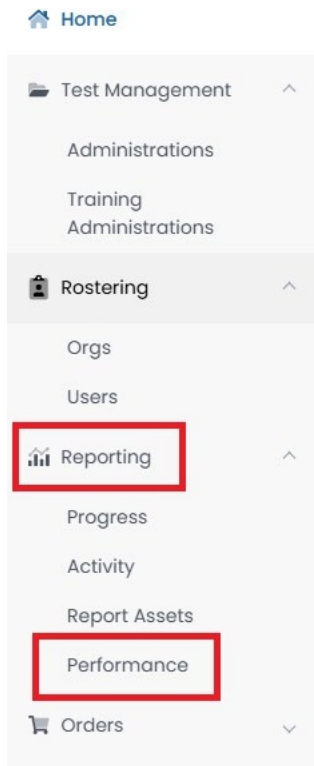 Home
Test Management
Administrations
Training
Administrations
Rostering
Orgs
Users
Reporting
Progress
Activity
Report Assets
Performance
Orders